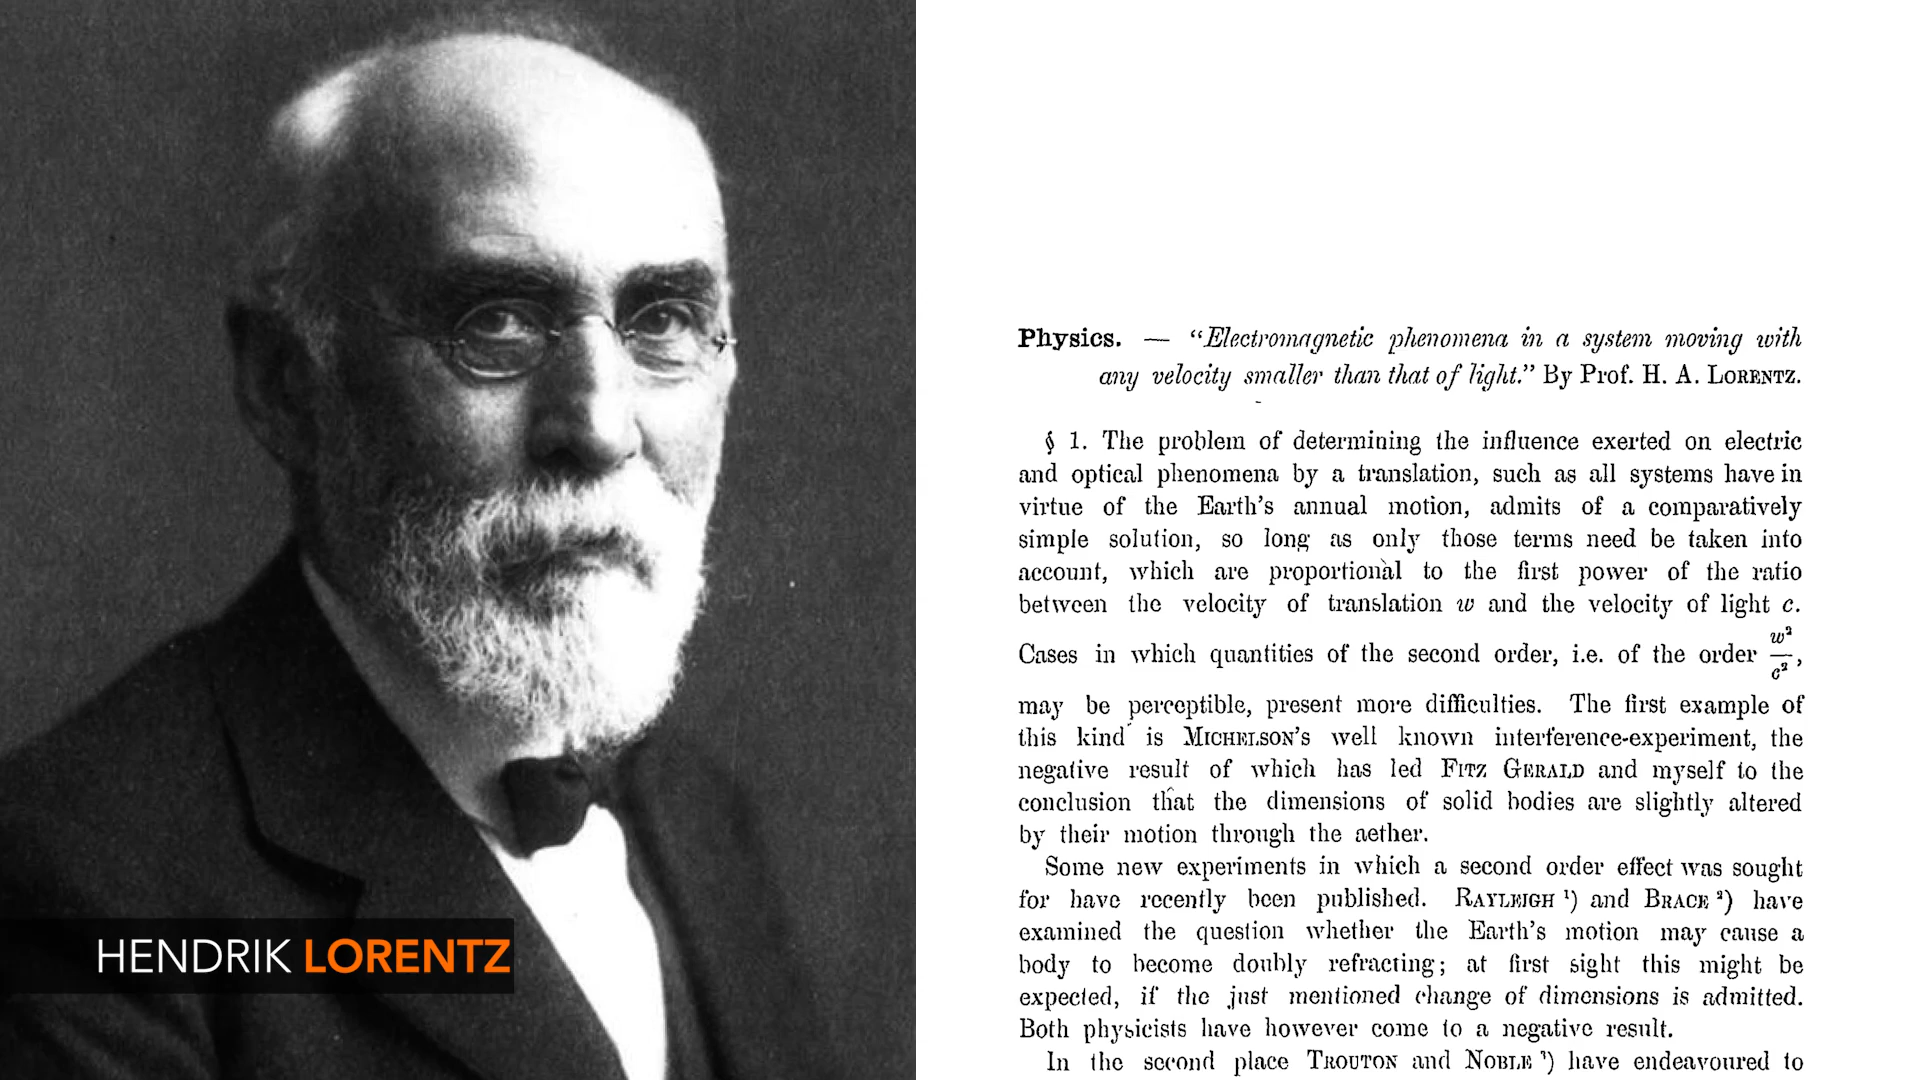 HENDRIK LORENTZ
Physics. — “Electromagnetic phenomena in a system moving with
any velocity smaller than that of light.” By Prof. H. A. LORENTZ.
§ 1. The problem of determining the influence exerted on electric
and optical phenomena by a translation, such as all systems have in
virtue of the Earth's annual motion, admits of a comparatively
simple solution, so long as only those terms need be taken into
account, which are proportional to the first power of the ratio
between the velocity of translation w and the velocity of light c.
Cases in which quantities of the second order, i.e. of the order w²/c²,
may be perceptible, present more difficulties. The first example of
this kind is MICHELSON's well known interference-experiment, the
negative result of which has led FITZ GERALD and myself to the
conclusion that the dimensions of solid bodies are slightly altered
by their motion through the aether.
Some new experiments in which a second order effect was sought
for have recently been published. RAYLEIGH ¹) and BRACE ²) have
examined the question whether the Earth's motion may cause a
body to become doubly refracting; at first sight this might be
expected, if the just mentioned change of dimensions is admitted.
Both physicists have however come to a negative result.
In the second place TROUTON and NOBLE ³) have endeavoured to